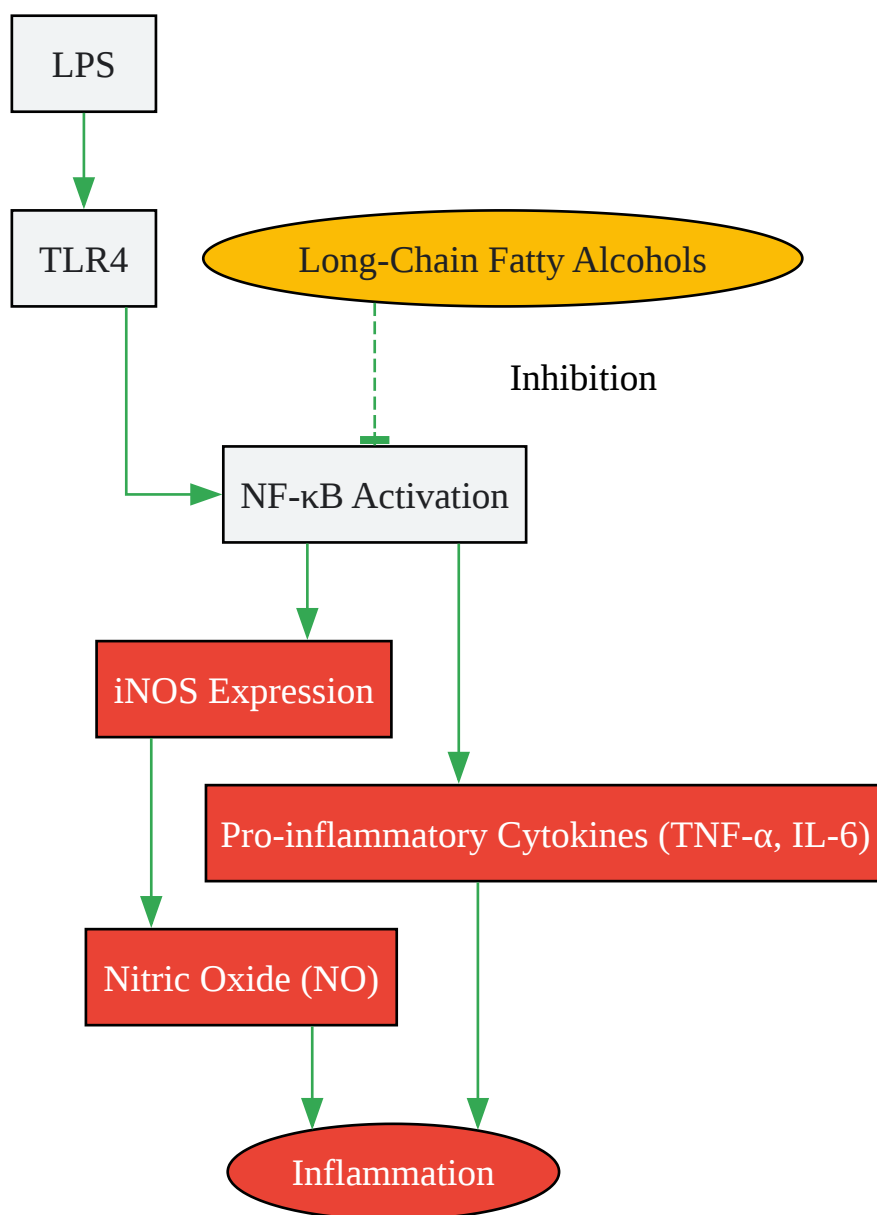 LPS
TLR4
Long-Chain Fatty Alcohols
Inhibition
NF-κB Activation
iNOS Expression
Pro-inflammatory Cytokines (TNF-α, IL-6)
Nitric Oxide (NO)
Inflammation